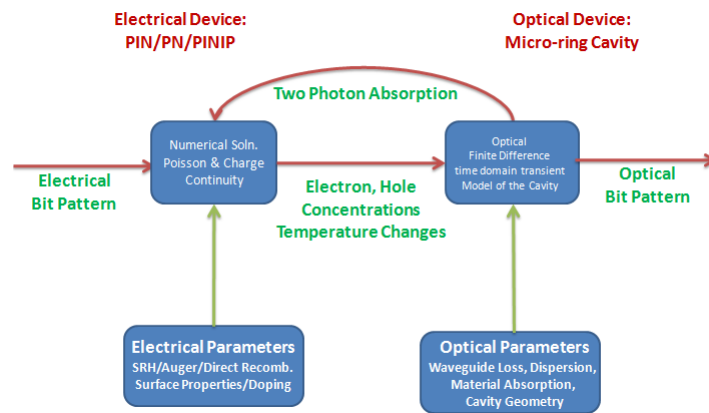 Electrical Device:
PIN/PN/PINIP
Optical Device:
Micro-ring Cavity
Two Photon Absorption
Numerical Soln.
Poisson & Charge
Continuity
Optical
Finite Difference
time domain transient
Model of the Cavity
Electrical
Bit Pattern
Electron, Hole
Concentrations
Temperature Changes
Optical
Bit Pattern
Electrical Parameters
SRH/Auger/Direct Recomb.
Surface Properties/Doping
Optical Parameters
Waveguide Loss, Dispersion,
Material Absorption,
Cavity Geometry